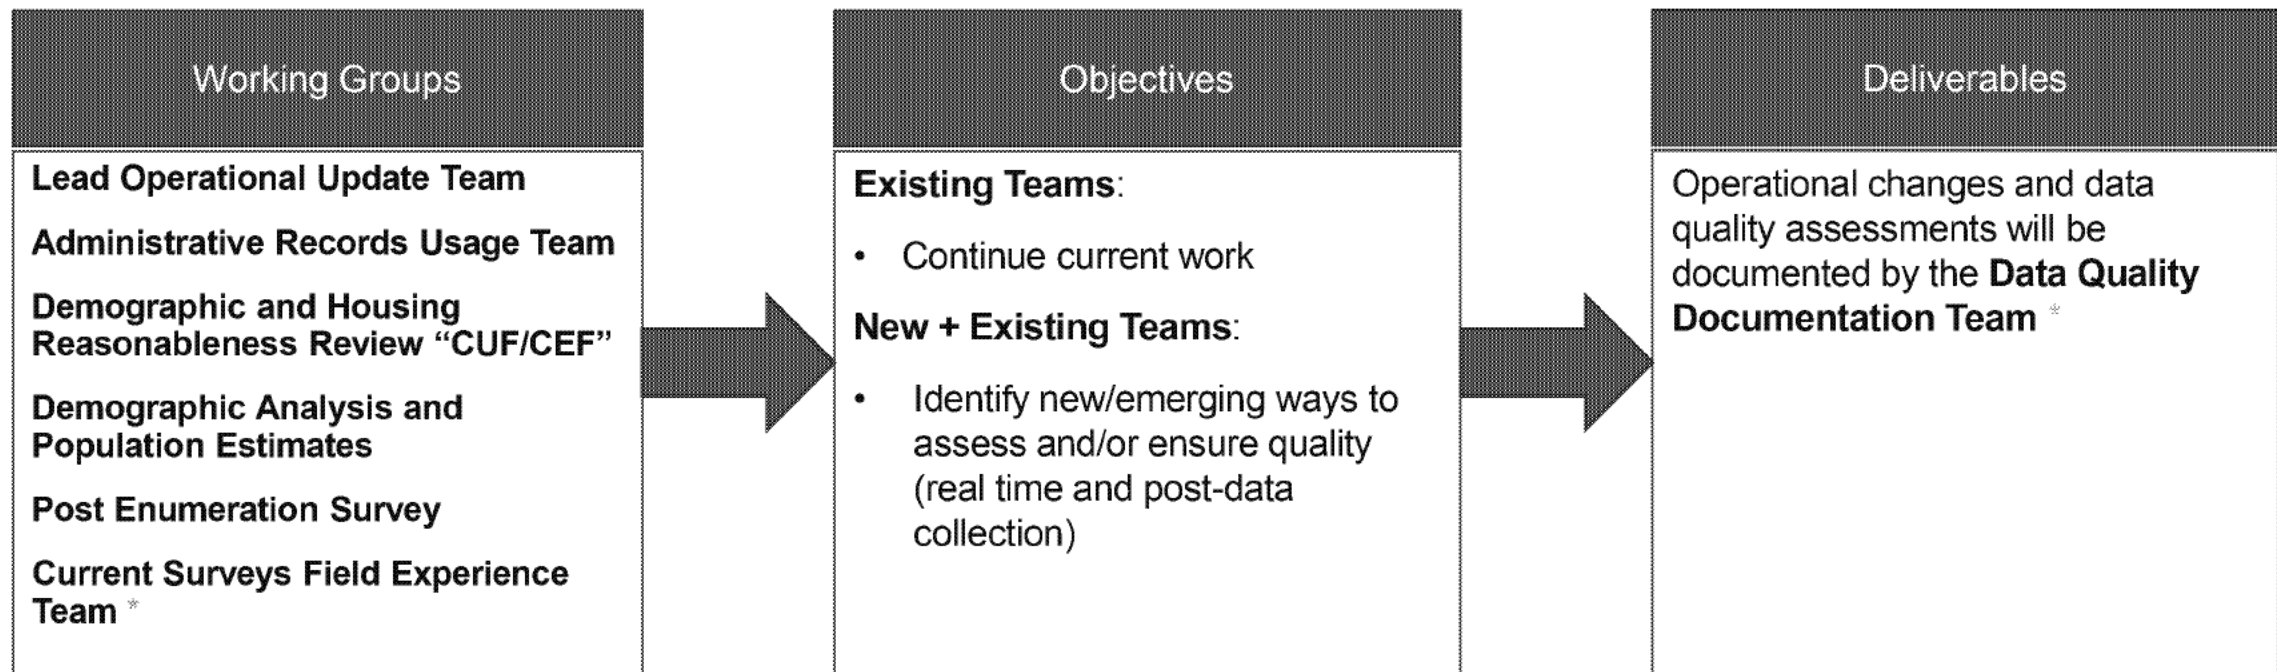 Working Groups
Lead Operational Update Team
Administrative Records Usage Team
Demographic and Housing
Reasonableness Review “CUF/CEF”
Demographic Analysis and
Population Estimates
Post Enumeration Survey
Current Surveys Field Experience
Team *
Objectives
Existing Teams:
• Continue current work
New + Existing Teams:
• Identify new/emerging ways to
assess and/or ensure quality
(real time and post-data
collection)
Deliverables
Operational changes and data
quality assessments will be
documented by the Data Quality
Documentation Team *